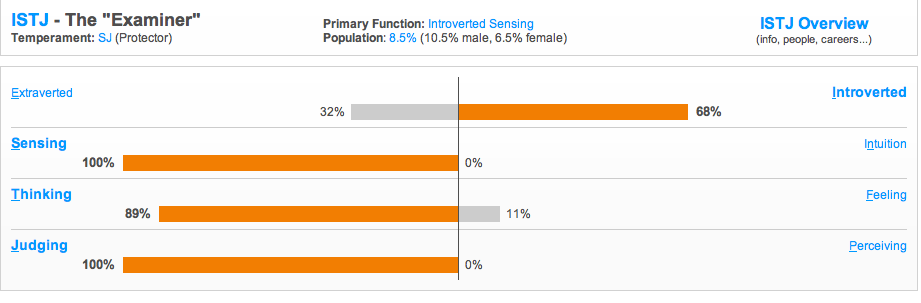 ISTJ - The "Examiner"
Temperament: SJ (Protector)
Primary Function: Introverted Sensing
Population: 8.5% (10.5% male, 6.5% female)
ISTJ Overview
(info, people, careers...)
Extraverted
Introverted
32%
68%
Sensing
Intuition
100%
0%
Thinking
Feeling
89%
11%
Judging
Perceiving
100%
0%